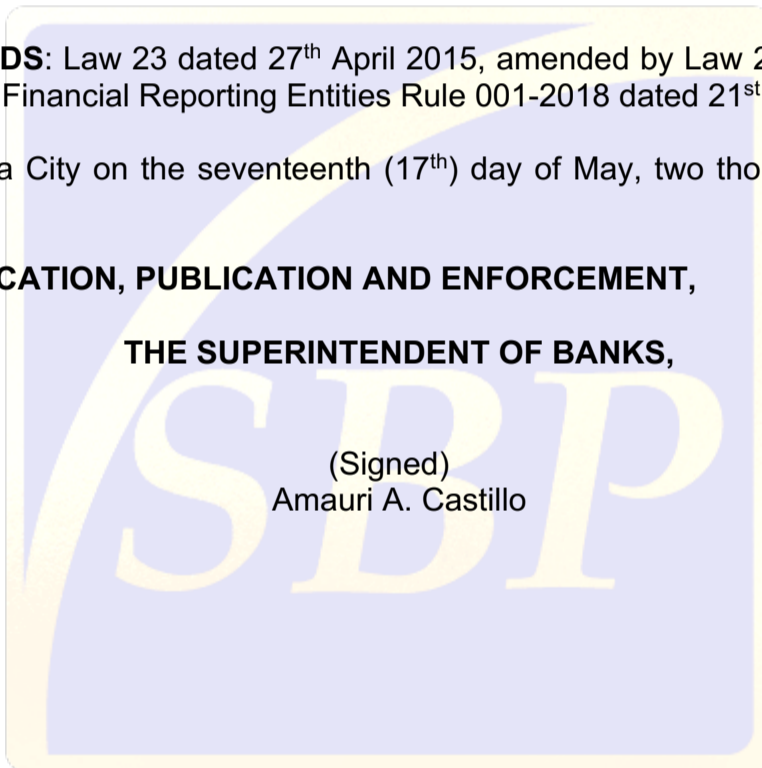 DS: Law 23 dated 27th April 2015, amended by Law 2
Financial Reporting Entities Rule 001-2018 dated 21st
a City on the seventeenth (17th) day of May, two tho
CATION, PUBLICATION AND ENFORCEMENT,
THE SUPERINTENDENT OF BANKS,
(Signed)
Amauri A. Castillo
SBP